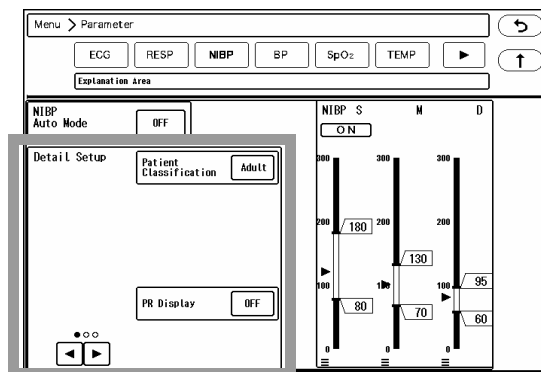 Menu > Parameter
ECG RESP NIBP BP SpO2 TEMP
Explanation Area
NIBP
Auto Mode OFF
NIBP S M D
ON
Detail Setup
Patient
Classification Adult
300 300 300
200 180 200 200
130
100 100 100 95
80 70 60
PR Display OFF
0 0 0